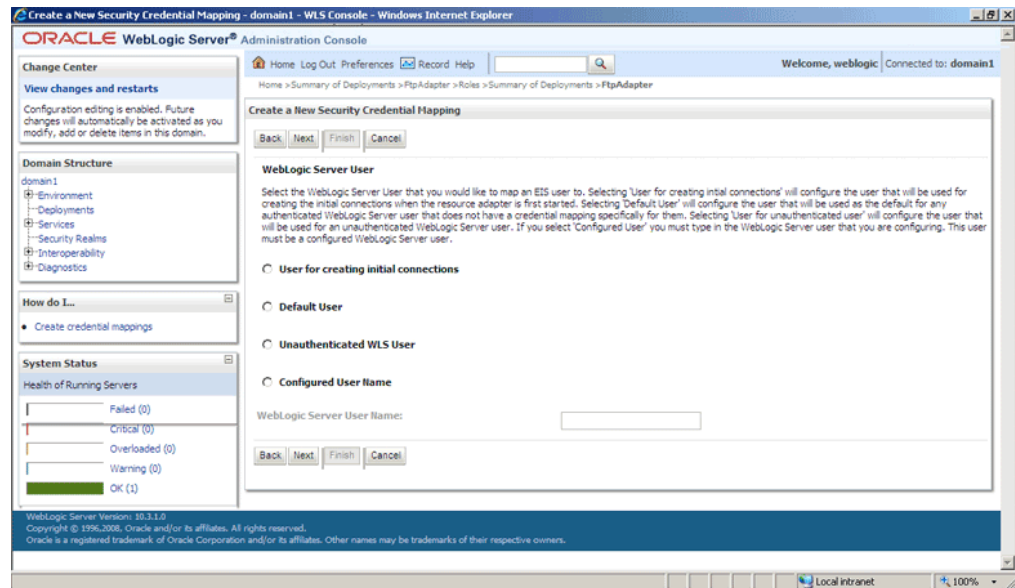 Create a New Security Credential Mapping - domain1 - WLS Console - Windows Internet Explorer
ORACLE WebLogic Server® Administration Console
Change Center
View changes and restarts
Configuration editing is enabled. Future
changes will automatically be activated as you
modify, add or delete items in this domain.
Domain Structure
domain1
Environment
Deployments
Services
Security Realms
Interoperability
Diagnostics
How do I...
Create credential mappings
System Status
Health of Running Servers
Failed (0)
Critical (0)
Overloaded (0)
Warning (0)
OK (1)
Home Log Out Preferences Record Help
Welcome, weblogic Connected to: domain1
Home >Summary of Deployments >FtpAdapter >Roles >Summary of Deployments >FtpAdapter
Create a New Security Credential Mapping
Back Next Finish Cancel
WebLogic Server User
Select the WebLogic Server User that you would like to map an EIS user to. Selecting 'User for creating intial connections' will configure the user that will be used for
creating the initial connections when the resource adapter is first started. Selecting 'Default User' will configure the user that will be used as the default for any
authenticated WebLogic Server user that does not have a credential mapping specifically for them. Selecting 'User for unauthenticated user' will configure the user that
will be used for an unauthenticated WebLogic Server user. If you select 'Configured User' you must type in the WebLogic Server user that you are configuring. This user
must be a configured WebLogic Server user.
User for creating initial connections
Default User
Unauthenticated WLS User
Configured User Name
WebLogic Server User Name:
Back Next Finish Cancel
WebLogic Server Version: 10.3.1.0
Copyright © 1996,2008, Oracle and/or its affiliates. All rights reserved.
Oracle is a registered trademark of Oracle Corporation and/or its affiliates. Other names may be trademarks of their respective owners.
Local intranet
100%